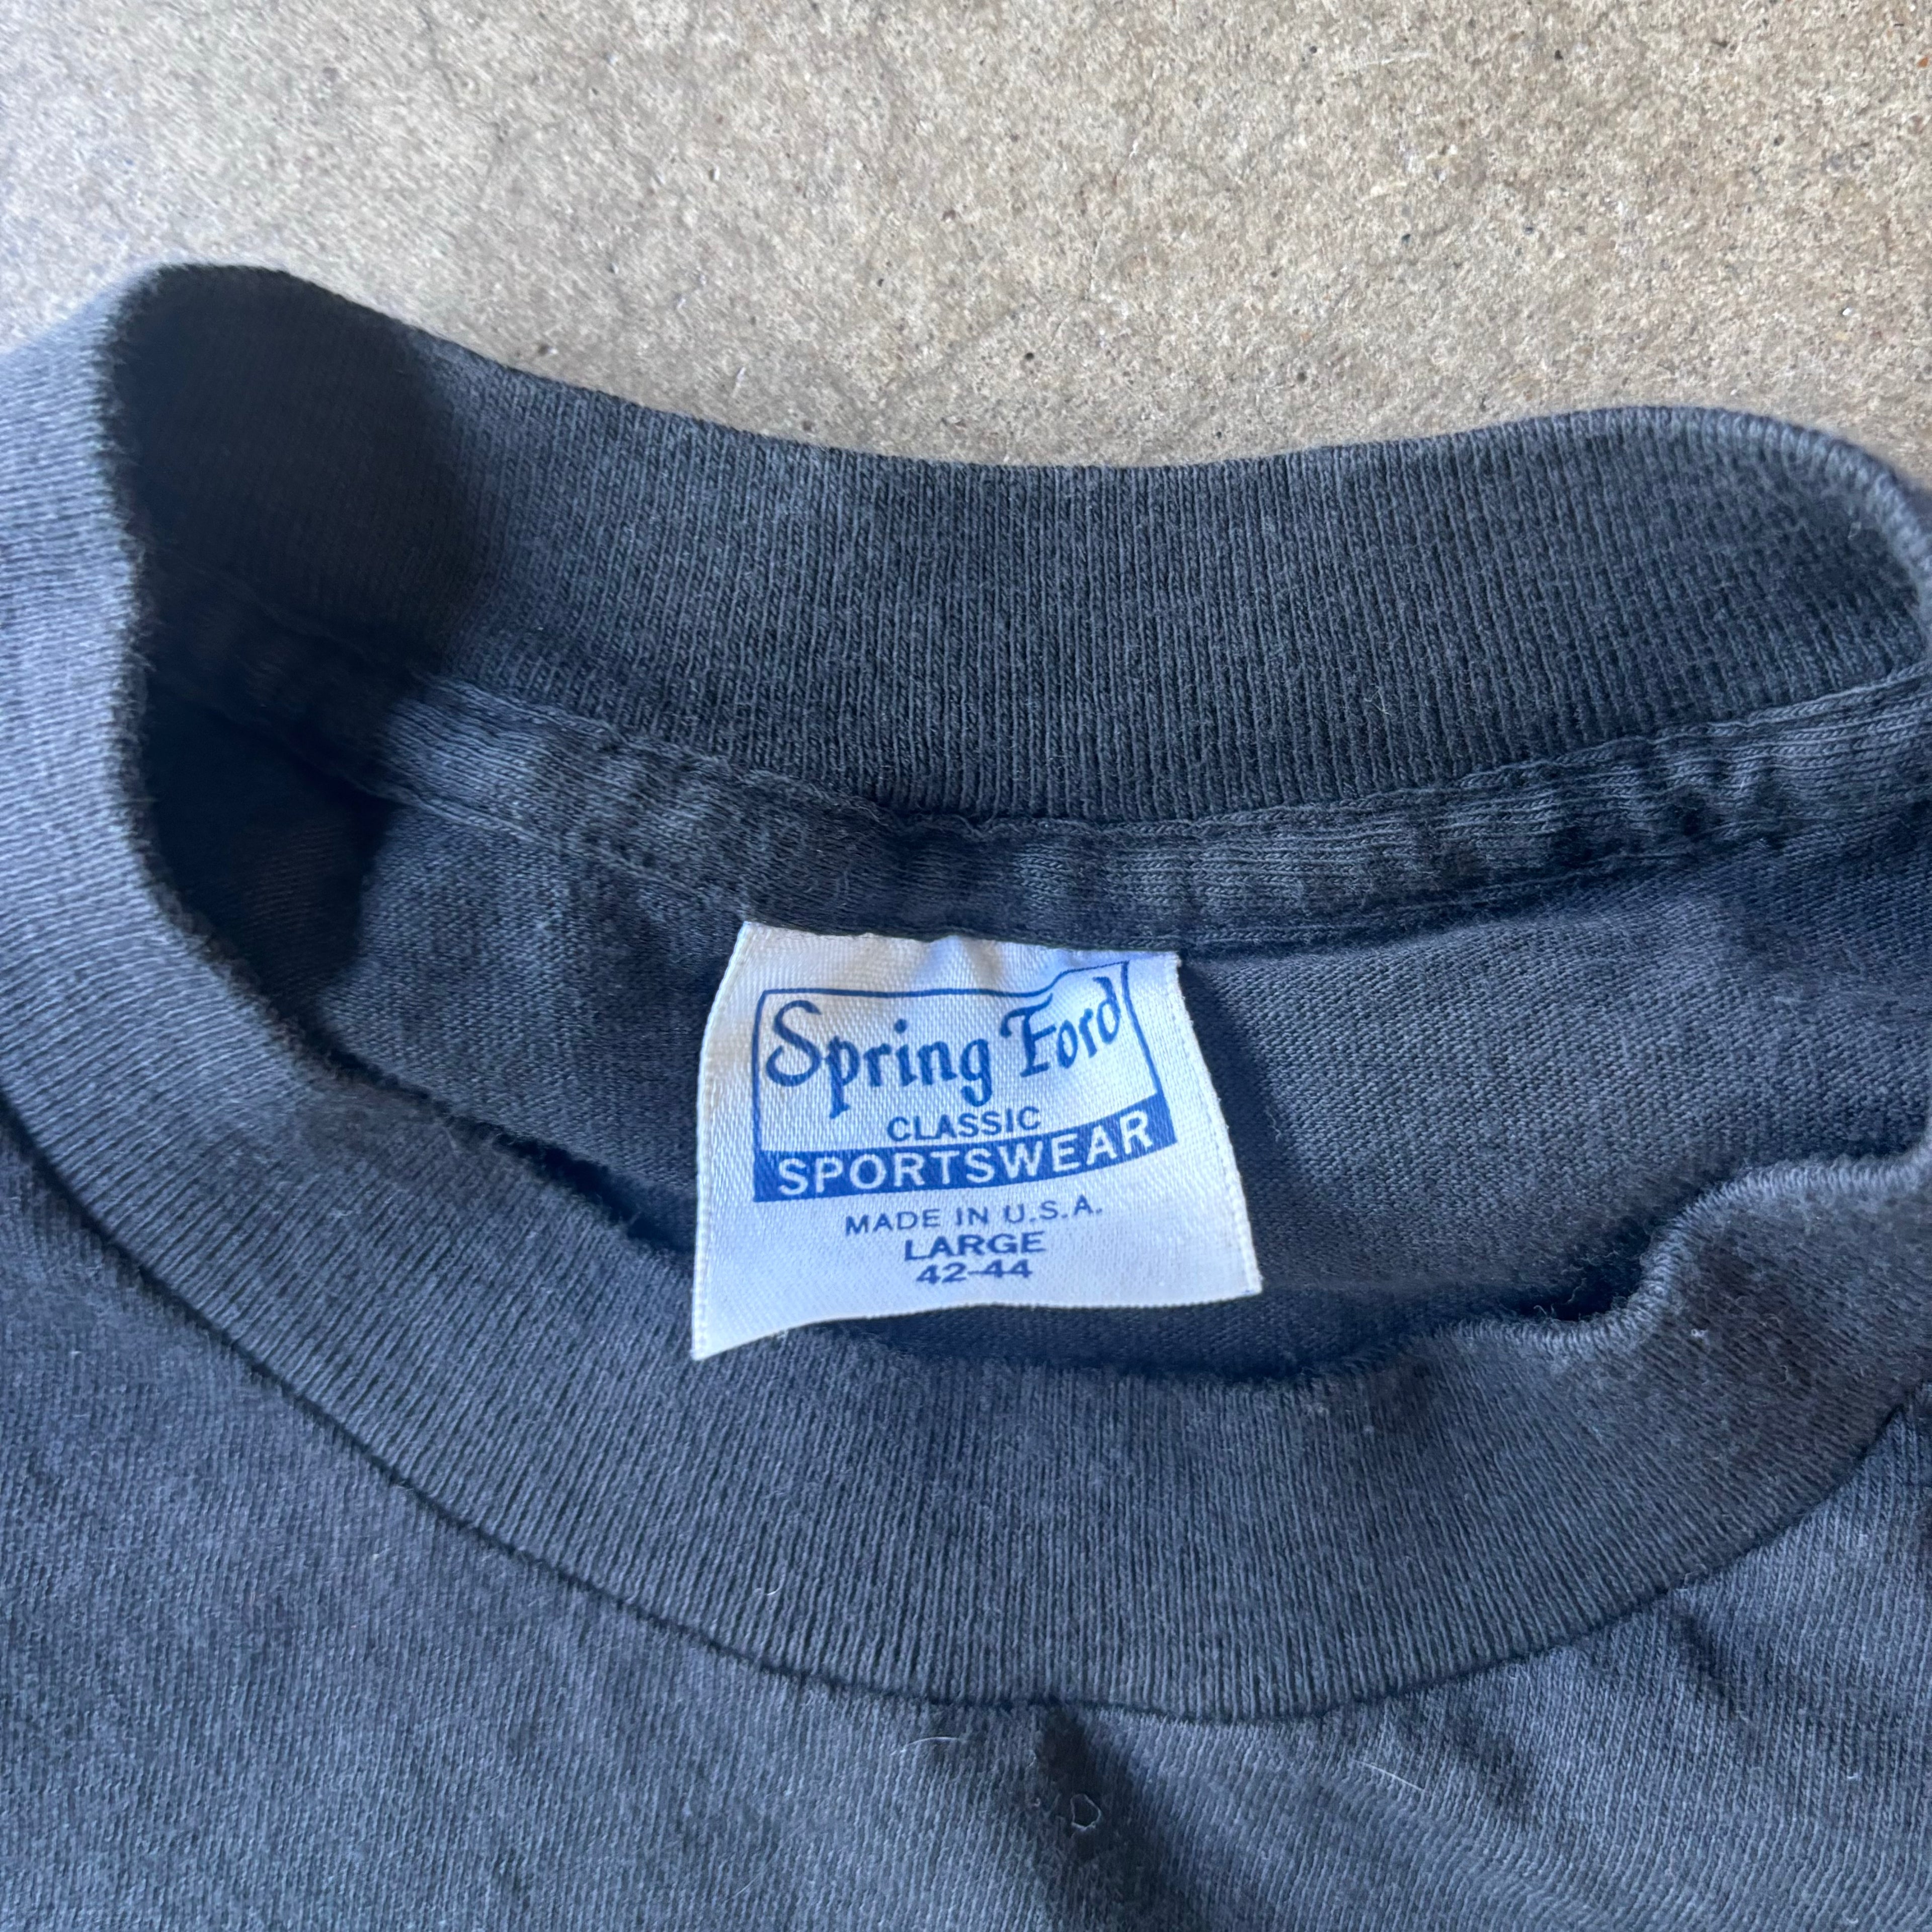 Spring Ford
CLASSIC
SPORTSWEAR
MADE IN U.S.A.
LARGE
42-44